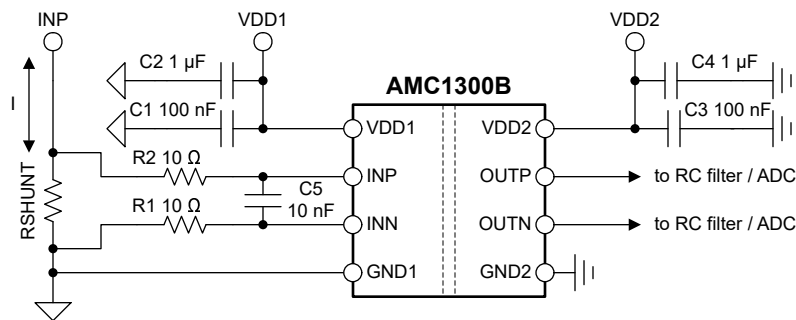 INP
VDD1
VDD2
C2 1 µF
C4 1 µF
AMC1300B
C1 100 nF
C3 100 nF
I
VDD1
VDD2
R2 10 Ω
INP
OUTP
to RC filter / ADC
RSHUNT
C5
10 nF
R1 10 Ω
INN
OUTN
to RC filter / ADC
GND1
GND2